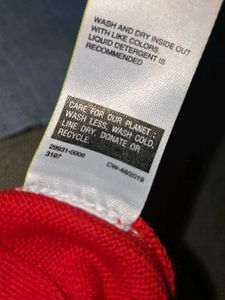 WASH AND DRY INSIDE OUT
WITH LIKE COLORS.
LIQUID DETERGENT IS
RECOMMENDED
CARE FOR OUR PLANET:
WASH LESS. WASH COLD.
LINE DRY. DONATE OR
RECYCLE.
29931-0000
CW-48/2019
3197